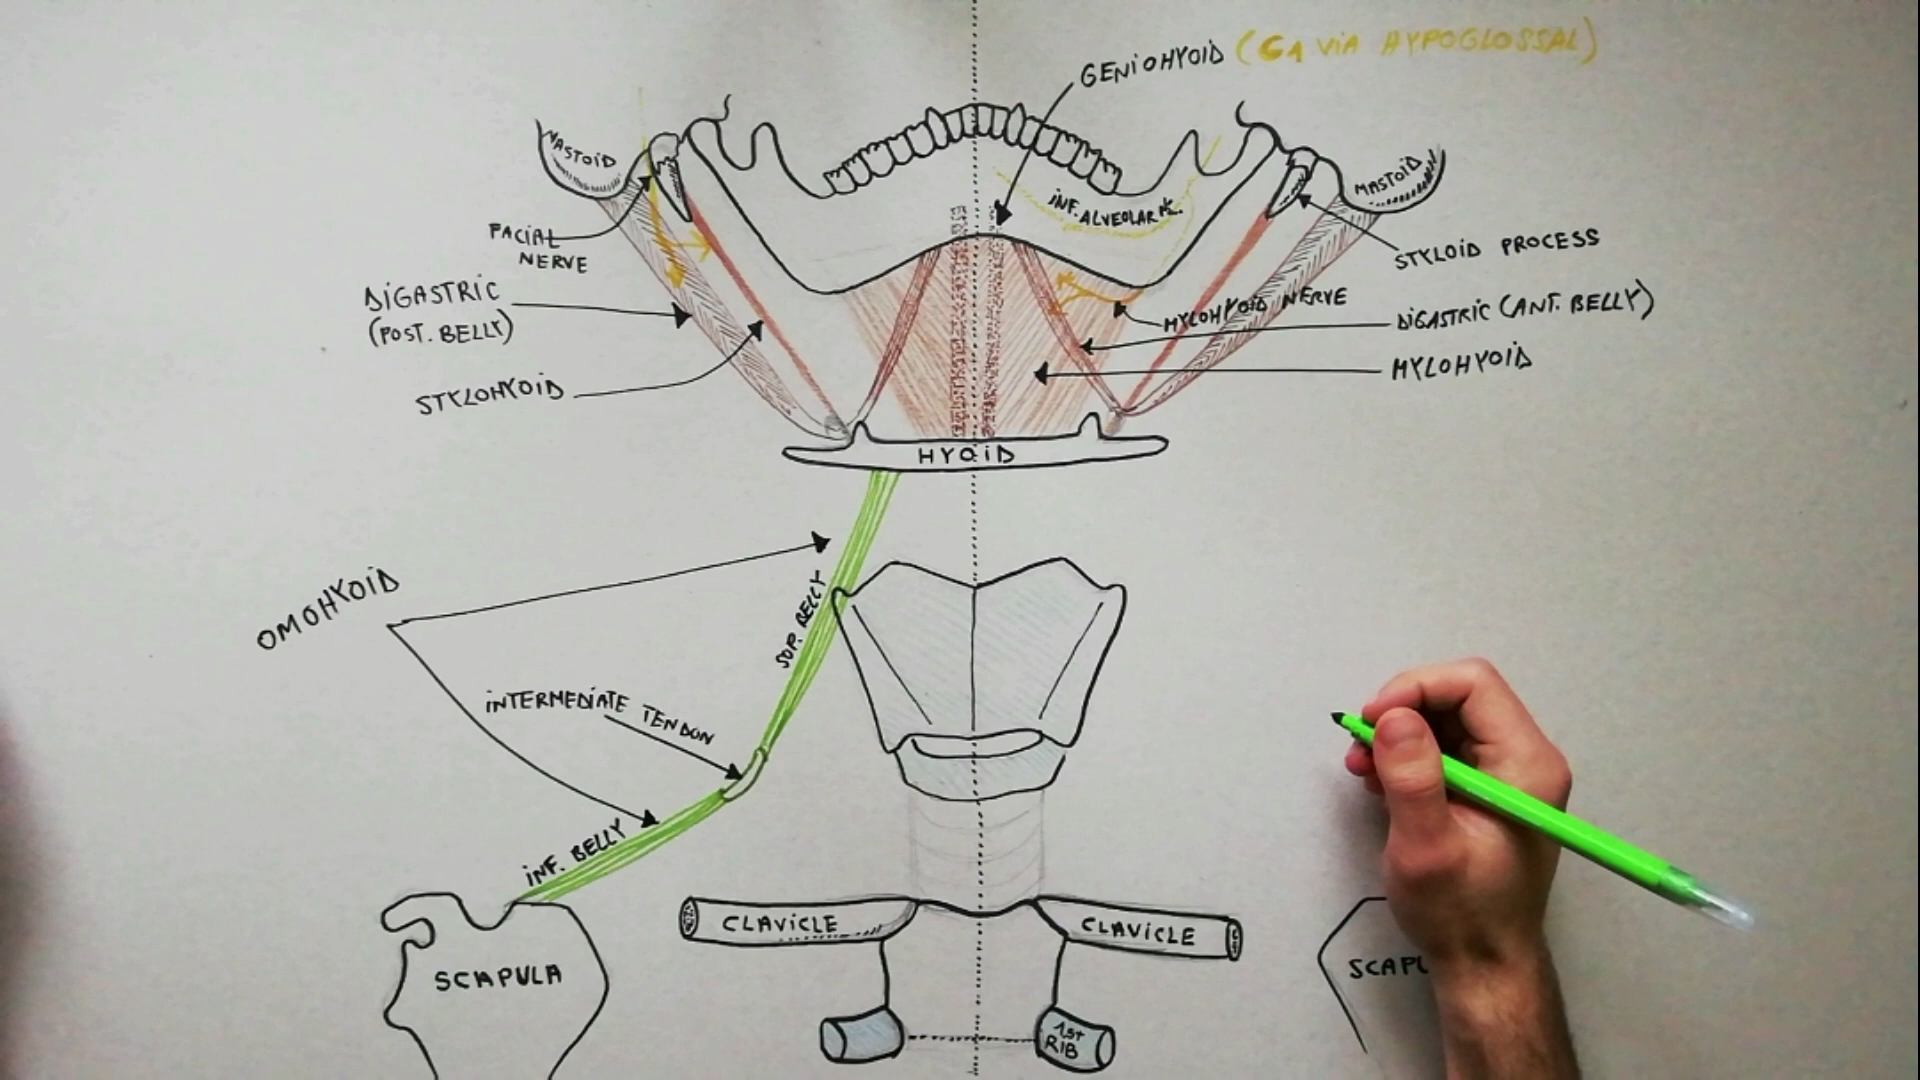 GENIOHYOID (C1 VIA HYPOGLOSSAL)
MASTOID
MASTOID
INF. ALVEOLAR N.
FACIAL
NERVE
STYLOID PROCESS
DIGASTRIC
(POST. BELLY)
MYLOHYOID NERVE
DIGASTRIC (ANT. BELLY)
MYLOHYOID
STYLOHYOID
HYOID
OMOHYOID
SUP. BELLY
INTERMEDIATE TENDON
INF. BELLY
CLAVICLE
CLAVICLE
SCAPULA
SCAPU
1st
RIB